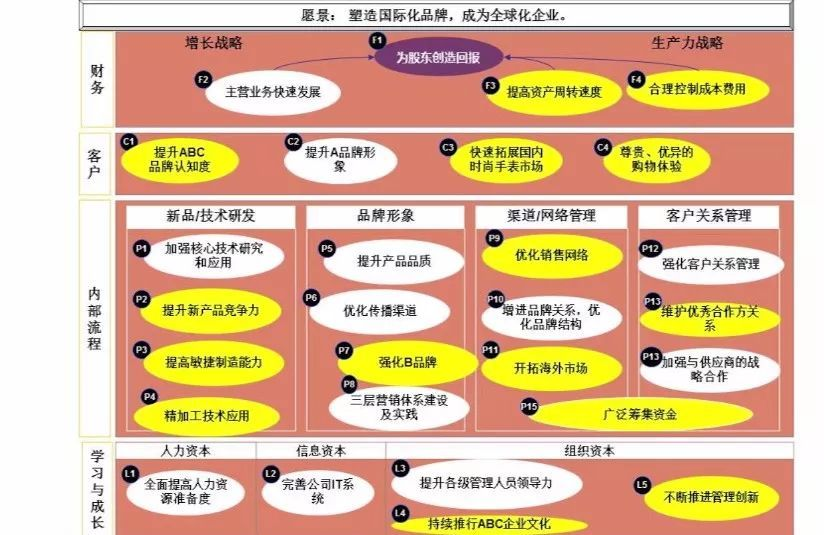 愿景： 塑造国际化品牌，成为全球化企业。
财务
增长战略
生产力战略
F1
为股东创造回报
F2
主营业务快速发展
F3
提高资产周转速度
F4
合理控制成本费用
客户
C1
提升ABC
品牌认知度
C2
提升A品牌形
象
C3
快速拓展国内
时尚手表市场
C4
尊贵、优异的
购物体验
内部流程
新品/技术研发
P1
加强核心技术研究
和应用
P2
提升新产品竞争力
P3
提高敏捷制造能力
P4
精加工技术应用
品牌形象
P5
提升产品品质
P6
优化传播渠道
P7
强化B品牌
P8
三层营销体系建设
及实践
渠道/网络管理
P9
优化销售网络
P10
增进品牌关系，优
化品牌结构
P11
开拓海外市场
客户关系管理
P12
强化客户关系管理
P13
维护优秀合作方关
系
P13
加强与供应商的战
略合作
P15
广泛筹集资金
学习与成长
人力资本
L1
全面提高人力资
源准备度
信息资本
L2
完善公司IT系
统
组织资本
L3
提升各级管理人员领导力
L4
持续推行ABC企业文化
L5
不断推进管理创新